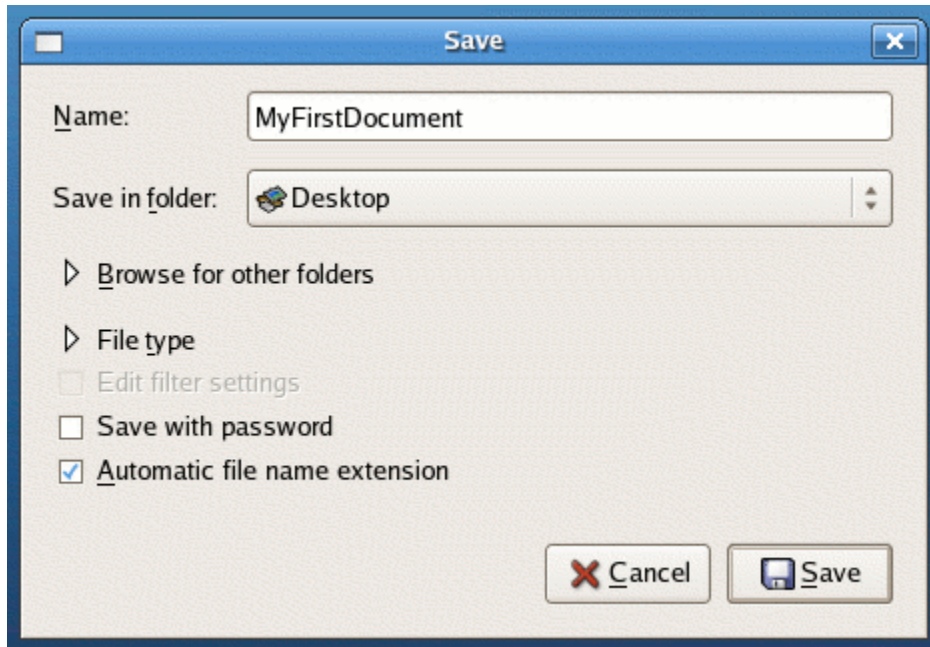 Save
Name: MyFirstDocument
Save in folder: Desktop
Browse for other folders
File type
Edit filter settings
Save with password
Automatic file name extension
Cancel Save